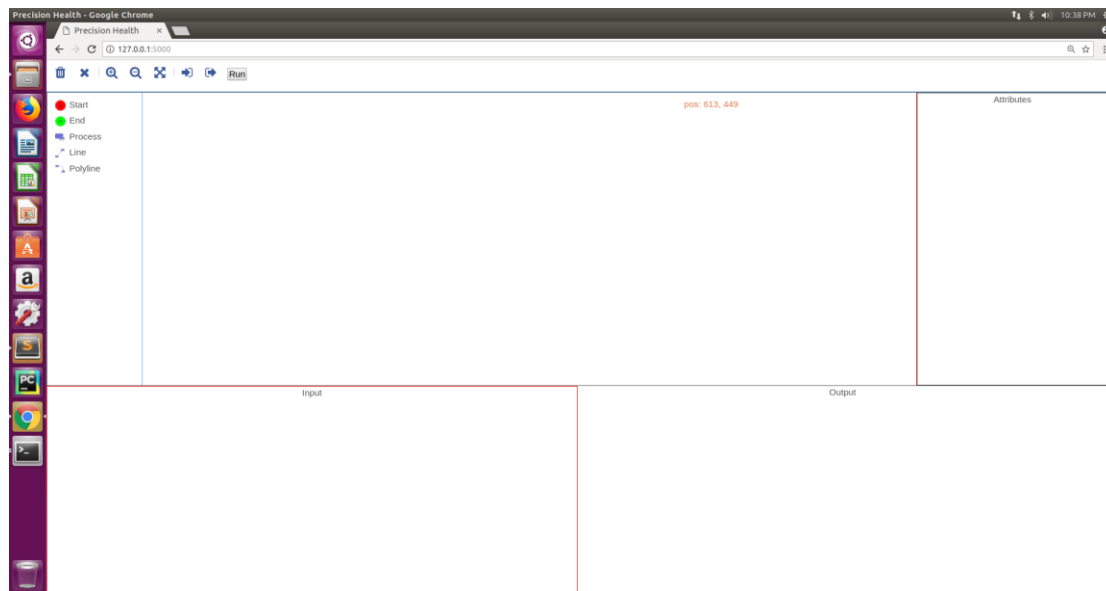 Precision Health - Google Chrome
10:38 PM
Precision Health
127.0.0.1:5000
Run
Start
End
Process
Line
Polyline
pos: 613, 449
Attributes
Input
Output